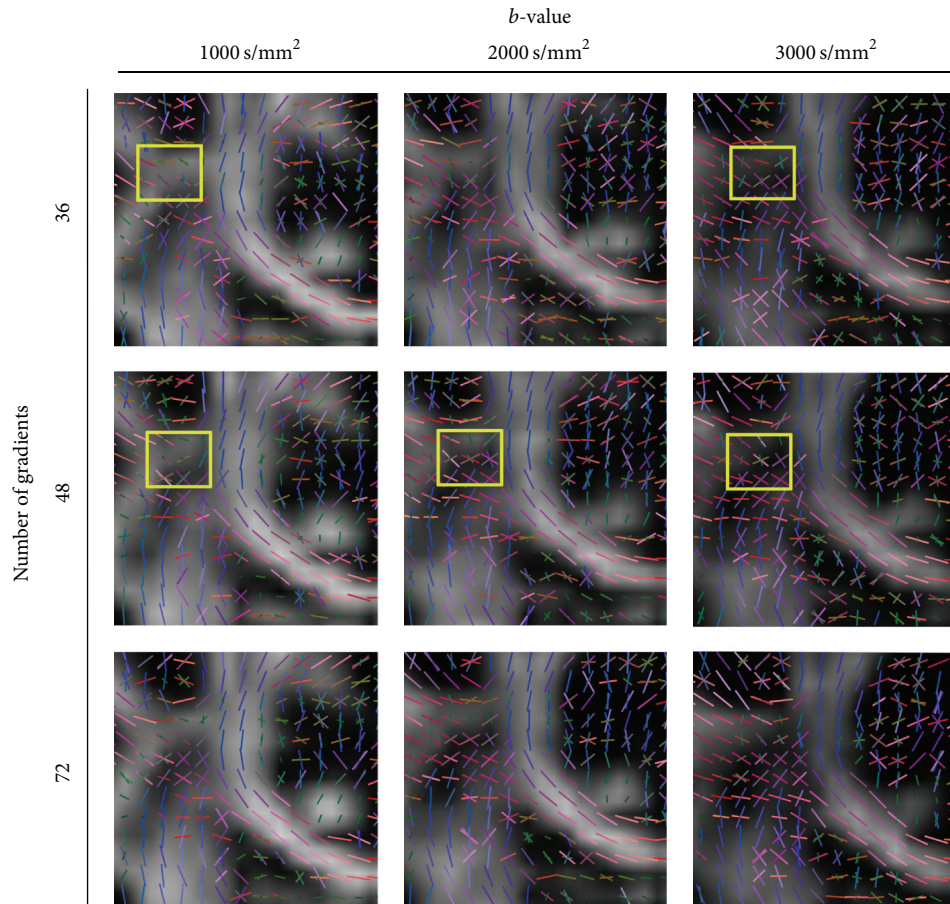 b-value
1000 s/mm² 2000 s/mm² 3000 s/mm²
Number of gradients
36
48
72